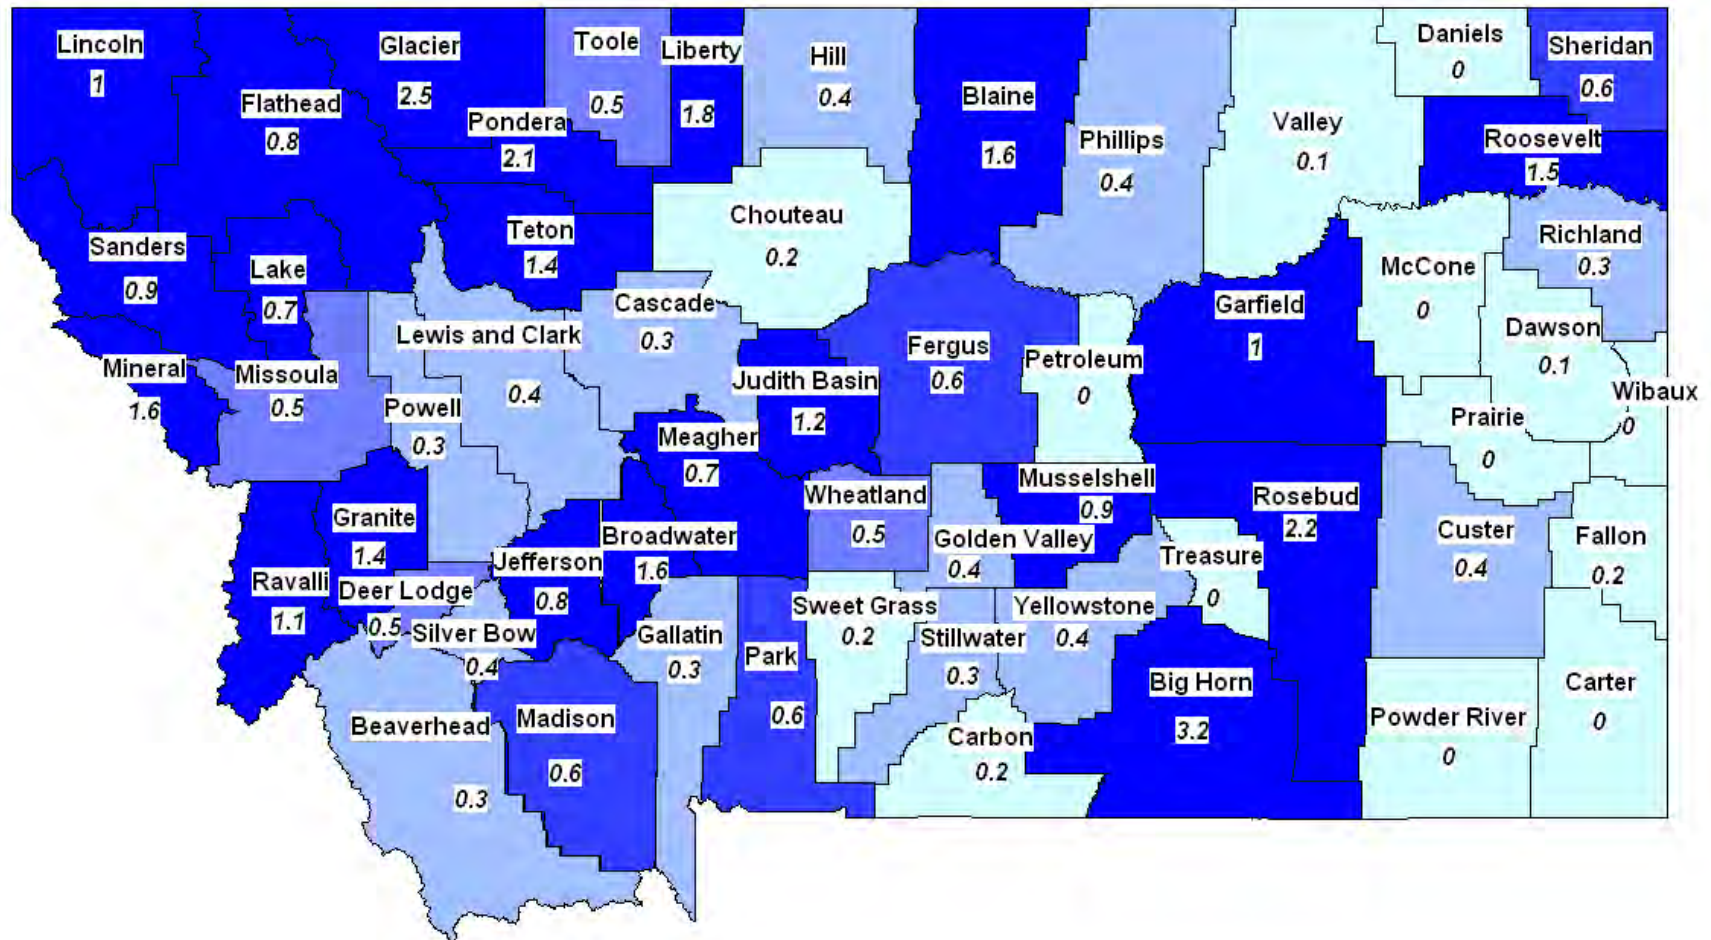 Lincoln
1
Flathead
0.8
Glacier
2.5
Pondera
2.1
Toole
0.5
Liberty
1.8
Hill
0.4
Blaine
1.6
Phillips
0.4
Valley
0.1
Daniels
0
Sheridan
0.6
Roosevelt
1.5
Sanders
0.9
Lake
0.7
Teton
1.4
Chouteau
0.2
Cascade
0.3
Lewis and Clark
0.4
Mineral
1.6
Missoula
0.5
Powell
0.3
Judith Basin
1.2
Fergus
0.6
Petroleum
0
Garfield
1
McCone
0
Richland
0.3
Dawson
0.1
Wibaux
0
Prairie
0
Meagher
0.7
Wheatland
0.5
Golden Valley
0.4
Musselshell
0.9
Rosebud
2.2
Treasure
0
Custer
0.4
Fallon
0.2
Granite
1.4
Ravalli
1.1
Deer Lodge
0.5
Silver Bow
0.4
Jefferson
0.8
Broadwater
1.6
Gallatin
0.3
Park
0.6
Sweet Grass
0.2
Stillwater
0.3
Yellowstone
0.4
Big Horn
3.2
Powder River
0
Carter
0
Beaverhead
0.3
Madison
0.6
Carbon
0.2